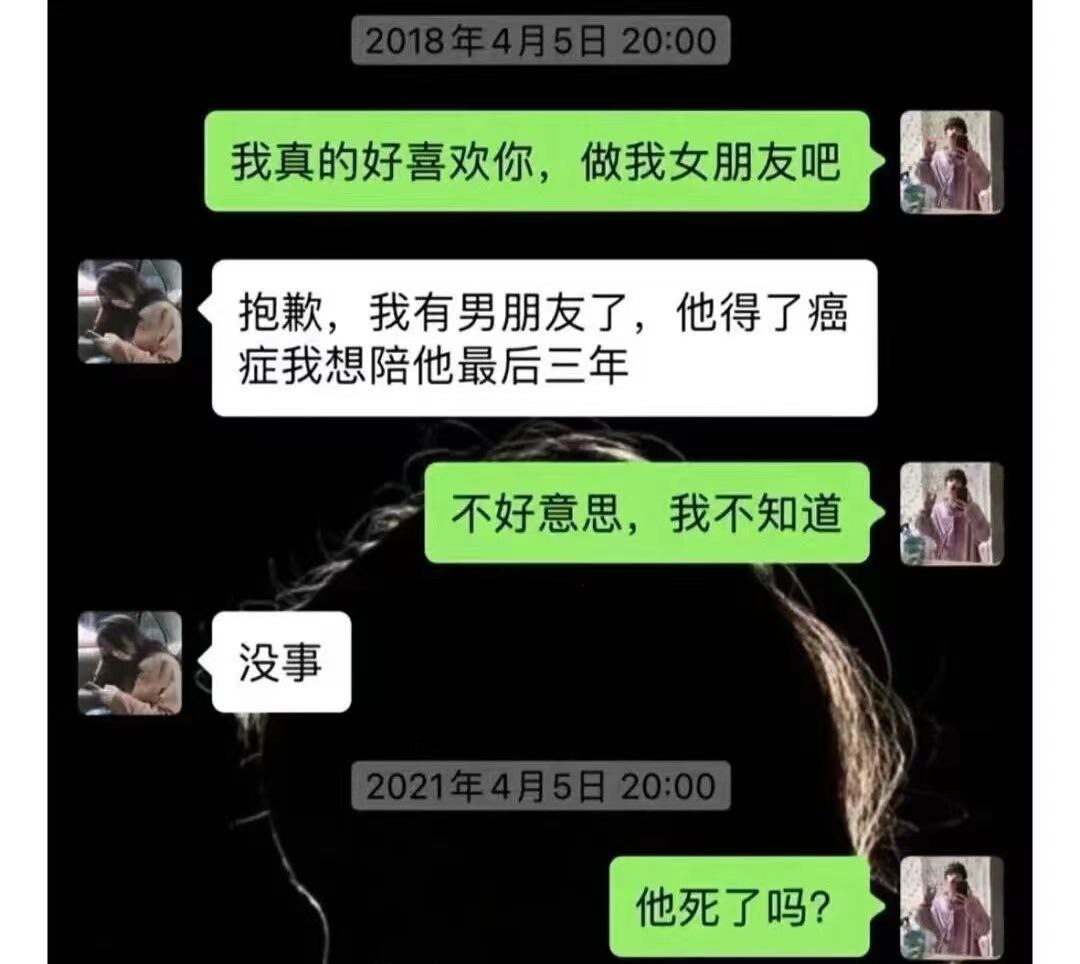 2018年4月5日 20:00
我真的好喜欢你，做我女朋友吧
抱歉，我有男朋友了，他得了癌
症我想陪他最后三年
不好意思，我不知道
没事
2021年4月5日 20:00
他死了吗？